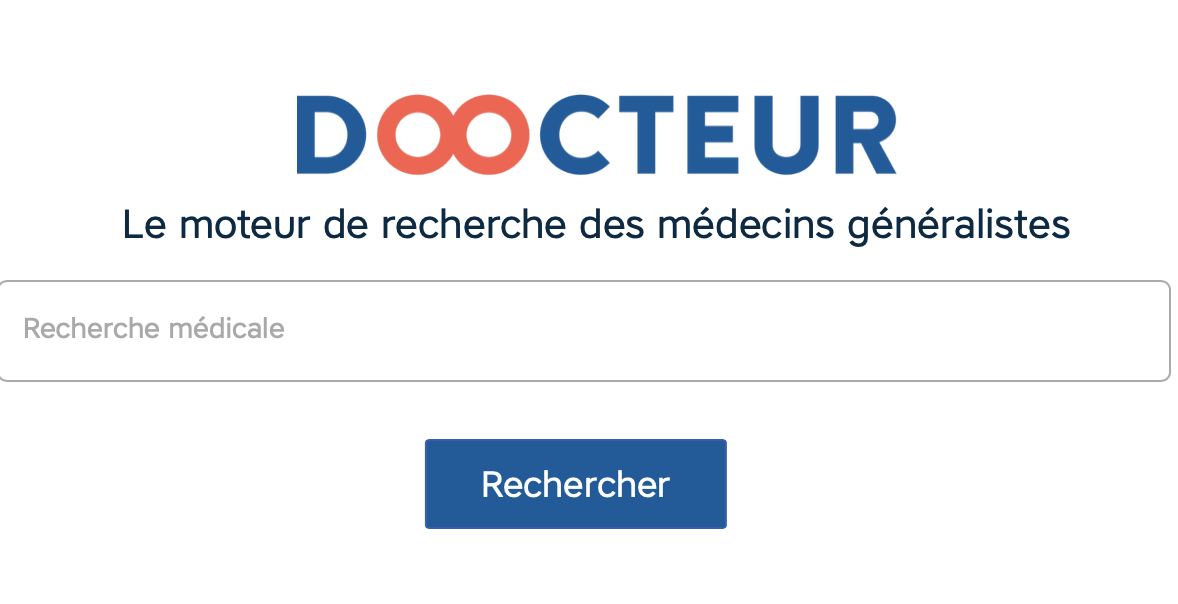 DOOCTEUR
Le moteur de recherche des médecins généralistes
Recherche médicale
Rechercher